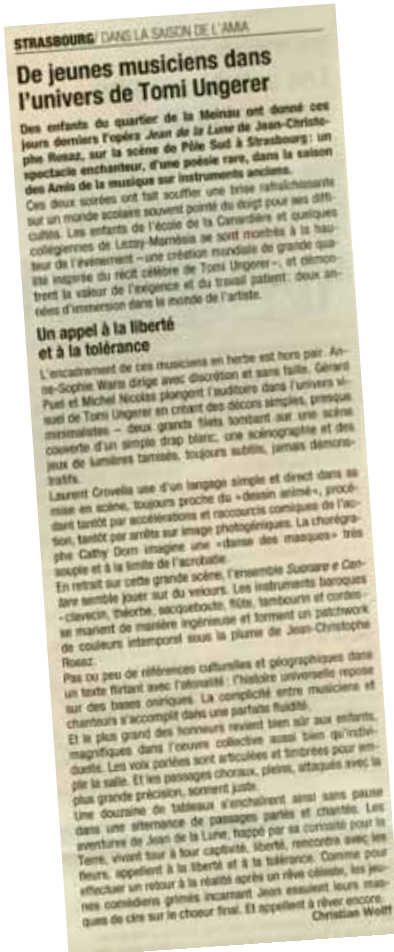 STRASBOURG/ DANS LA SAISON DE L'AMIA
De jeunes musiciens dans
l'univers de Tomi Ungerer
Des enfants du quartier de la Meinau ont donné ces
jours derniers l'opéra Jean de la Lune de Jean-Christo-
phe Rosaz, sur la scène de Pôle Sud à Strasbourg : un
spectacle enchanteur, d'une poésie rare, dans la saison
des Amis de la musique sur instruments anciens.
Ces deux soirées ont fait souffler une brise rafraîchissante
sur un monde scolaire souvent pointé du doigt pour ses diffi-
cultés. Les enfants de l'école de la Canardière et quelques
collégiennes de Lezay-Marnésia se sont montrés à la hau-
teur de l'événement – une création mondiale de grande qua-
lité inspirée du récit célèbre de Tomi Ungerer –, et démon-
trent la valeur de l'exigence et du travail patient : deux an-
nées d'immersion dans le monde de l'artiste.
Un appel à la liberté
et à la tolérance
L'encadrement de ces musiciens en herbe est hors pair. An-
ne-Sophie Waris dirige avec discrétion et sans faille. Gérard
Puel et Michel Nicolas plongent l'auditoire dans l'univers vi-
suel de Tomi Ungerer en créant des décors simples, presque
minimalistes – deux grands filets tombant sur une scène
couverte d'un simple drap blanc, une scénographie et des
jeux de lumières tamisés, toujours subtils, jamais démons-
tratifs.
Laurent Crovella use d'un langage simple et direct dans sa
mise en scène, toujours proche du «dessin animé», procé-
dant tantôt par accélérations et raccourcis comiques de l'ac-
tion, tantôt par arrêts sur image photogéniques. La chorégra-
phe Cathy Dorn imagine une «danse des masques» très
souple et à la limite de l'acrobatie.
En retrait sur cette grande scène, l'ensemble Suonare e Can-
tare semble jouer sur du velours. Les instruments baroques
- clavecin, théorbe, sacqueboute, flûte, tambourin et cordes -
se marient de manière ingénieuse et forment un patchwork
de couleurs intemporel sous la plume de Jean-Christophe
Rosaz.
Pas ou peu de références culturelles et géographiques dans
un texte flirtant avec l'atonalité : l'histoire universelle repose
sur des bases oniriques. La complicité entre musiciens et
chanteurs s'accomplit dans une parfaite fluidité.
Et le plus grand des honneurs revient bien sûr aux enfants,
magnifiques dans l'oeuvre collective aussi bien qu'indivi-
duelle. Les voix parlées sont articulées et timbrées pour em-
plir la salle. Et les passages choraux, pleins, attaqués avec la
plus grande précision, sonnent juste.
Une douzaine de tableaux s'enchaînent ainsi sans pause
dans une alternance de passages parlés et chantés. Les
aventures de Jean de la Lune, happé par sa curiosité pour la
Terre, vivant tour à tour captivité, liberté, rencontre avec les
fleurs, appellent à la liberté et à la tolérance. Comme pour
effectuer un retour à la réalité après un rêve céleste, les jeu-
nes comédiens grimés incarnant Jean essuient leurs mas-
ques de cire sur le choeur final. Et appellent à rêver encore.
Christian Wolff